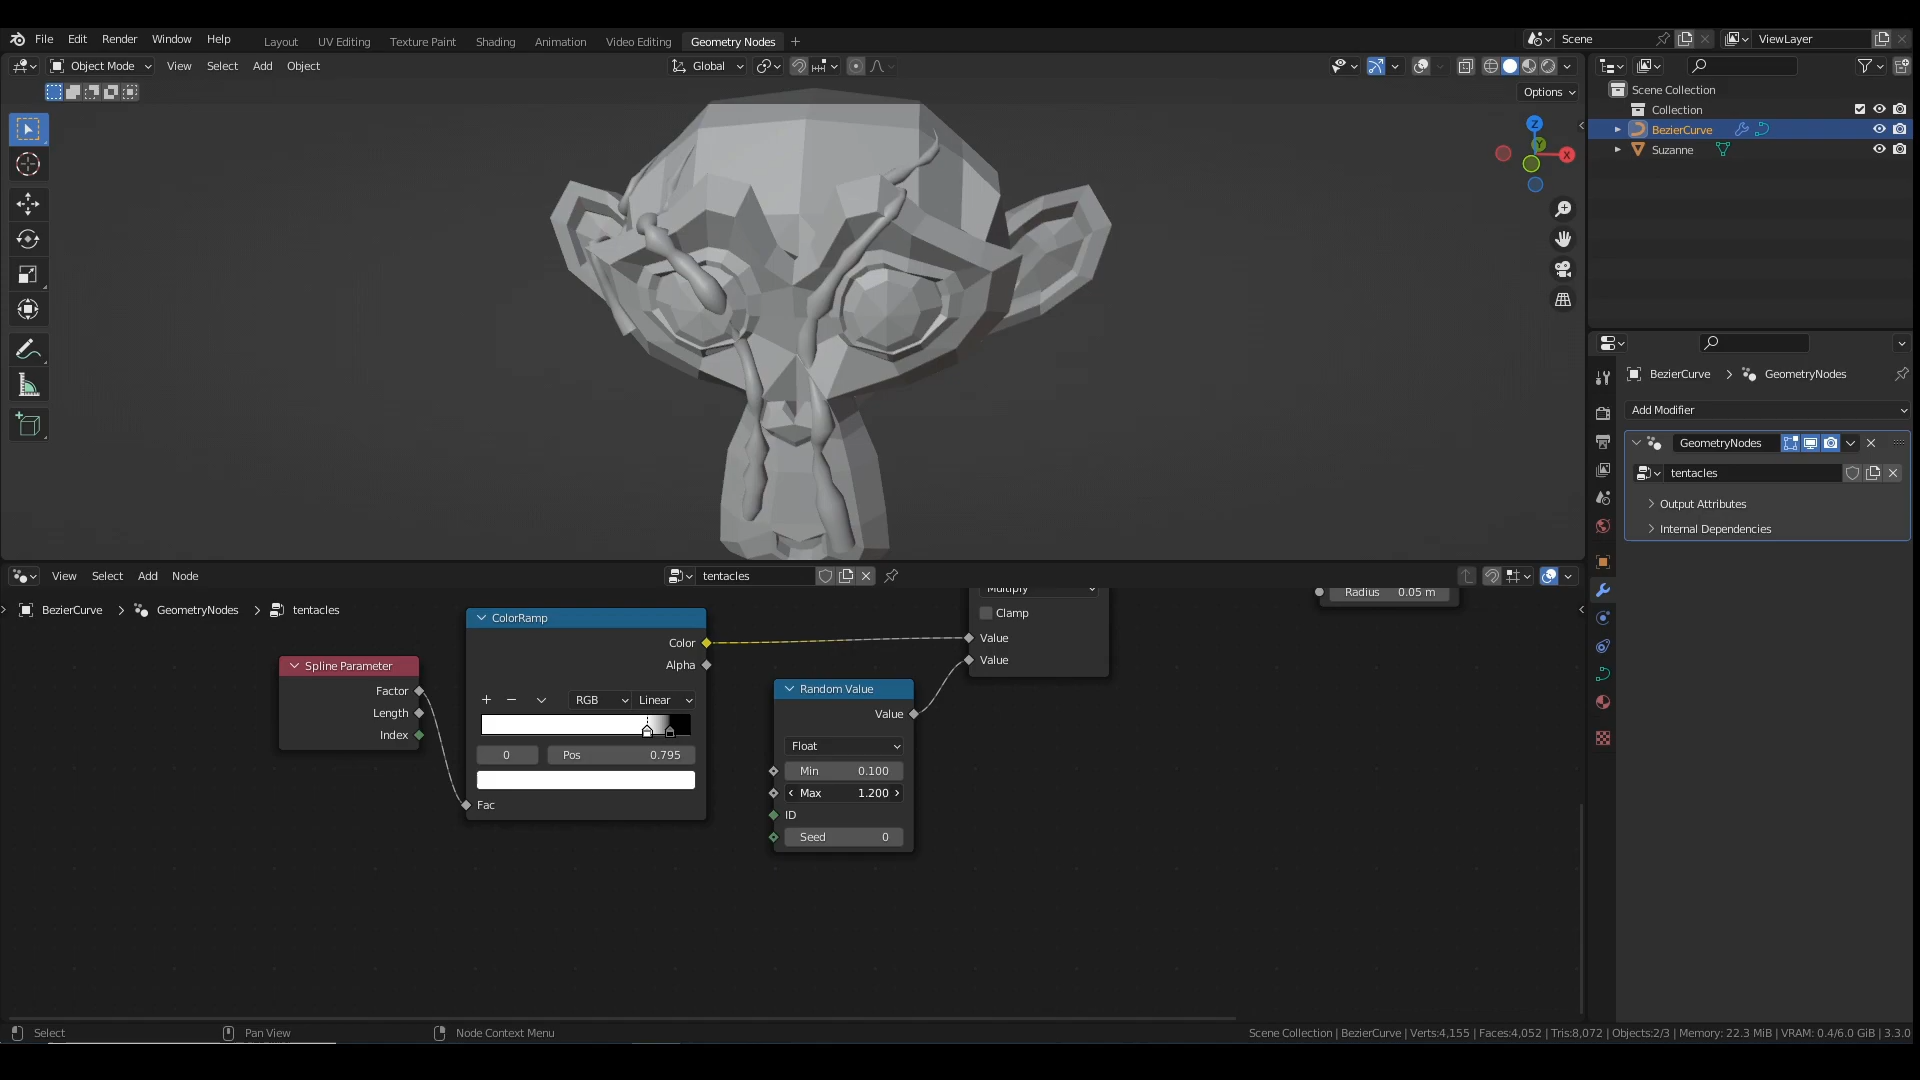 File Edit Render Window Help
Layout UV Editing Texture Paint Shading Animation Video Editing Geometry Nodes
Scene
ViewLayer
Object Mode View Select Add Object
Global
Options
Z
Y
X
Scene Collection
Collection
BezierCurve
Suzanne
BezierCurve > GeometryNodes
Add Modifier
GeometryNodes
tentacles
Output Attributes
Internal Dependencies
View Select Add Node
tentacles
BezierCurve > GeometryNodes > tentacles
Spline Parameter
Factor
Length
Index
ColorRamp
Color
Alpha
RGB Linear
0 Pos 0.795
Fac
Random Value
Value
Float
Min 0.100
Max 1.200
ID
Seed 0
Multiply
Clamp
Value
Value
Radius 0.05 m
Select Pan View Node Context Menu
Scene Collection | BezierCurve | Verts:4,155 | Faces:4,052 | Tris:8,072 | Objects:2/3 | Memory: 22.3 MiB | VRAM: 0.4/6.0 GiB | 3.3.0